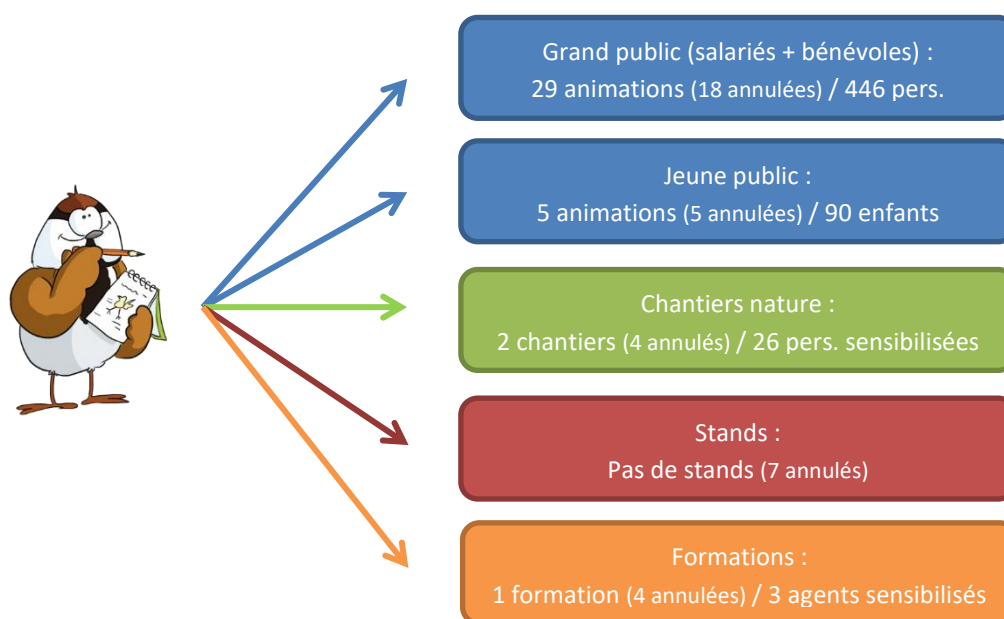 Grand public (salariés + bénévoles) :
29 animations (18 annulées) / 446 pers.
Jeune public :
5 animations (5 annulées) / 90 enfants
Chantiers nature :
2 chantiers (4 annulés) / 26 pers. sensibilisées
Stands :
Pas de stands (7 annulés)
Formations :
1 formation (4 annulées) / 3 agents sensibilisés